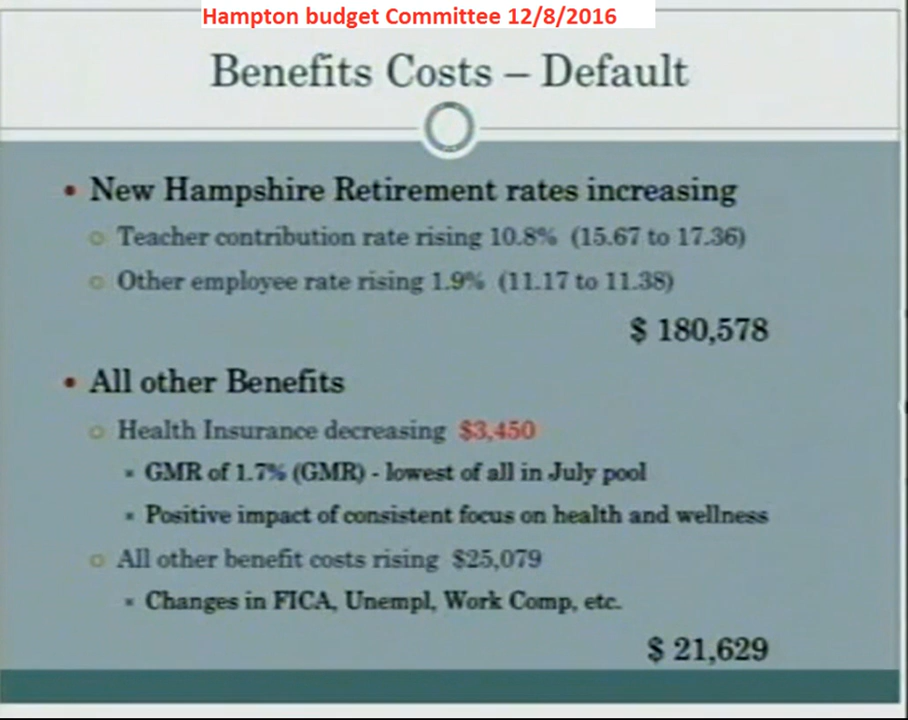 Hampton budget Committee 12/8/2016
Benefits Costs – Default
• New Hampshire Retirement rates increasing
○ Teacher contribution rate rising 10.8% (15.67 to 17.36)
○ Other employee rate rising 1.9% (11.17 to 11.38)
$ 180,578
• All other Benefits
○ Health Insurance decreasing $3,450
▪ GMR of 1.7% (GMR) - lowest of all in July pool
▪ Positive impact of consistent focus on health and wellness
○ All other benefit costs rising $25,079
▪ Changes in FICA, Unempl, Work Comp, etc.
$ 21,629